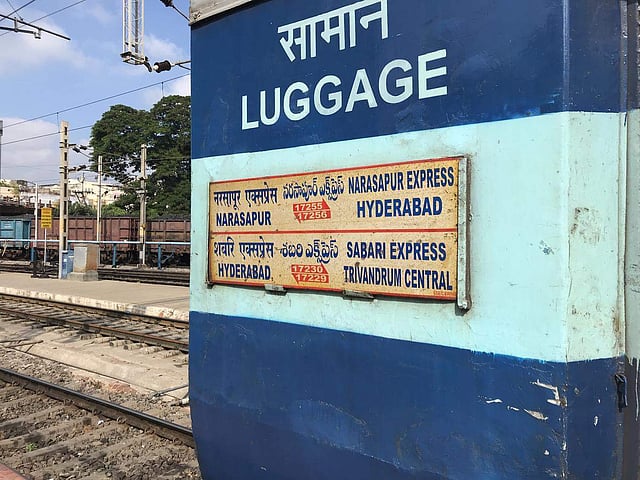 सामान
LUGGAGE
नरसापूर एक्सप्रेस నరసాపూర్ ఎక్స్‌ప్రెస్ NARASAPUR EXPRESS
NARASAPUR 17255 HYDERABAD
17256
शबरि एक्सप्रेस శబరి ఎక్స్‌ప్రెస్ SABARI EXPRESS
HYDERABAD 17230 TRIVANDRUM CENTRAL
17229